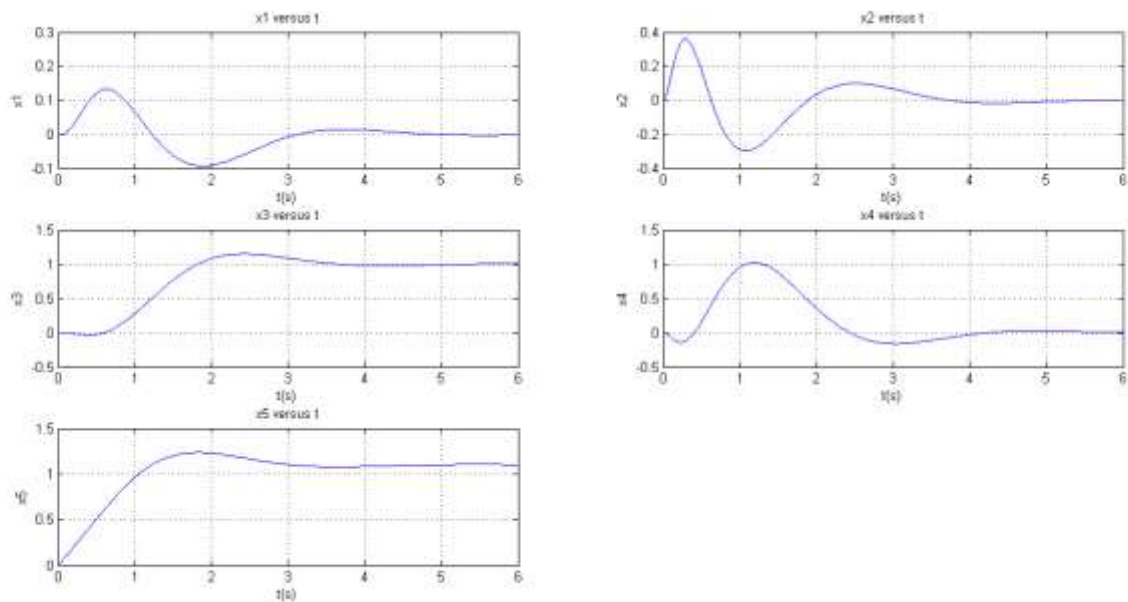 x1 versus t
0.3
0.2
0.1
0
-0.1
x1
0 1 2 3 4 5 6
t(s)
x2 versus t
0.4
0.2
0
-0.2
-0.4
x2
0 1 2 3 4 5 6
t(s)
x3 versus t
1.5
1
0.5
0
-0.5
x3
0 1 2 3 4 5 6
t(s)
x4 versus t
1.5
1
0.5
0
-0.5
x4
0 1 2 3 4 5 6
t(s)
x5 versus t
1.5
1
0.5
0
x5
0 1 2 3 4 5 6
t(s)